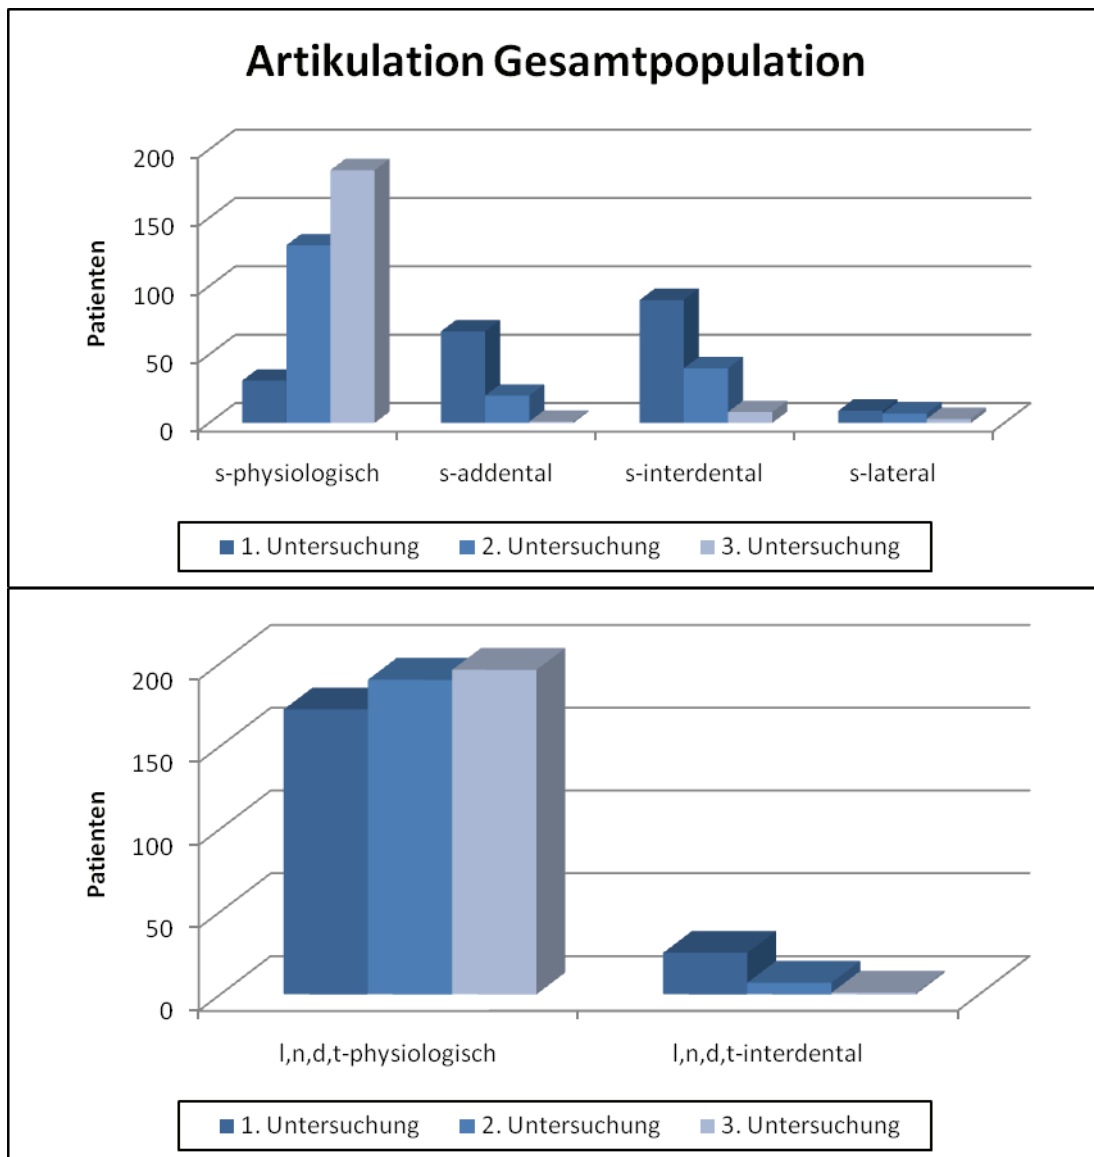 Artikulation Gesamtpopulation
Patienten
200
150
100
50
0
s-physiologisch s-addental s-interdental s-lateral
1. Untersuchung 2. Untersuchung 3. Untersuchung
Patienten
200
150
100
50
0
l,n,d,t-physiologisch l,n,d,t-interdental
1. Untersuchung 2. Untersuchung 3. Untersuchung